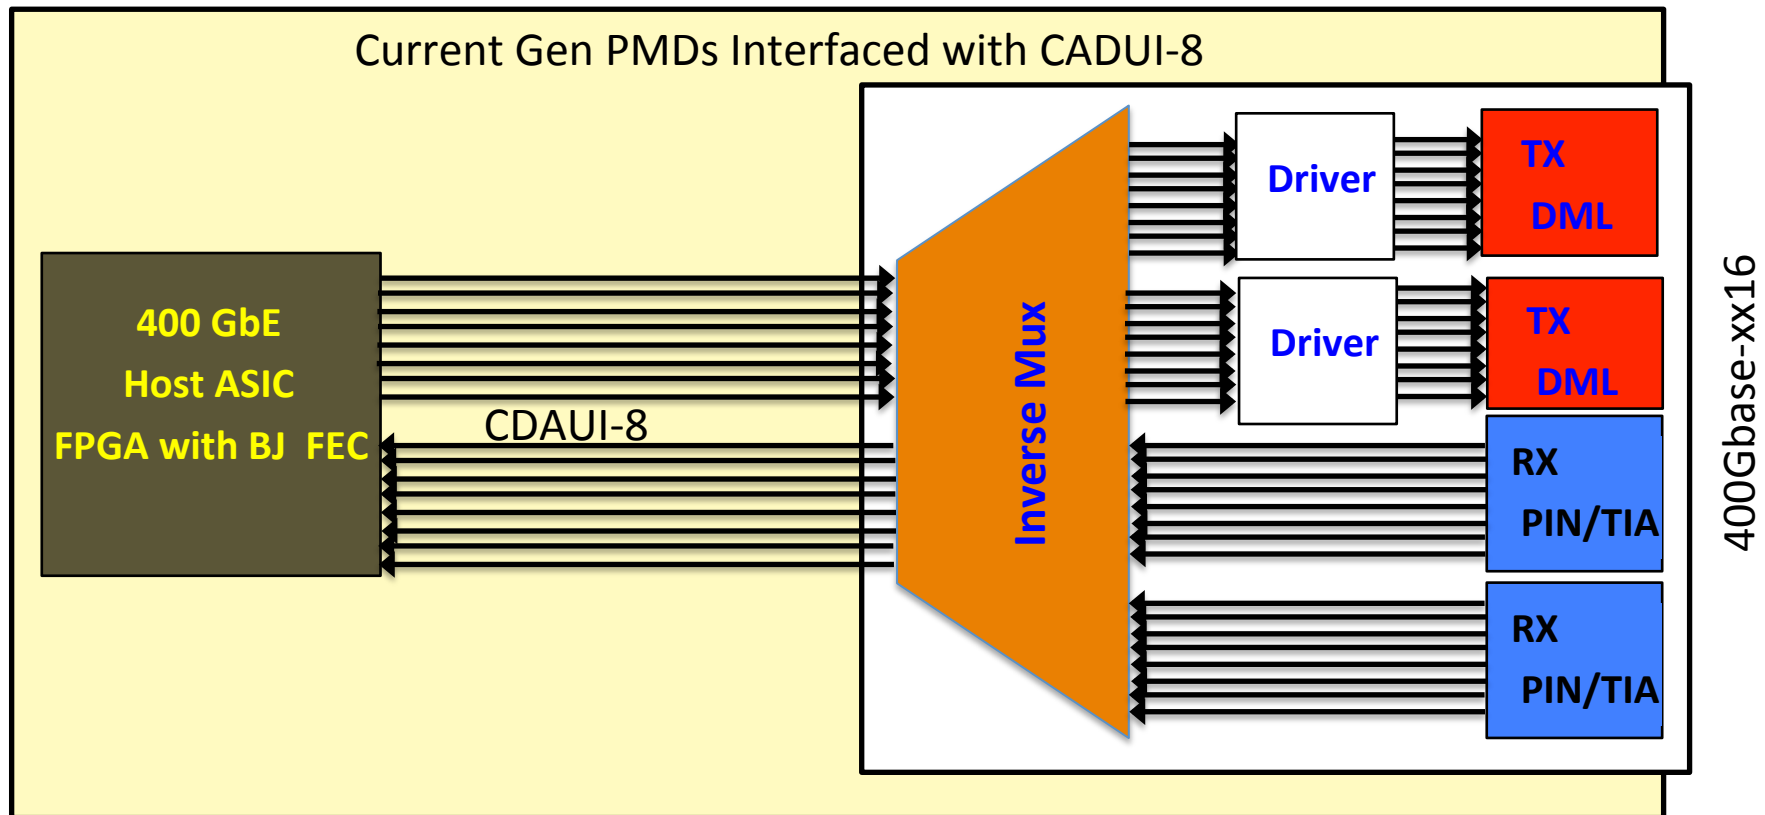 Current Gen PMDs Interfaced with CADUI-8
400 GbE
Host ASIC
FPGA with BJ FEC
CDAUI-8
Inverse Mux
Driver
TX
DML
Driver
TX
DML
RX
PIN/TIA
RX
PIN/TIA
400Gbase-xx16